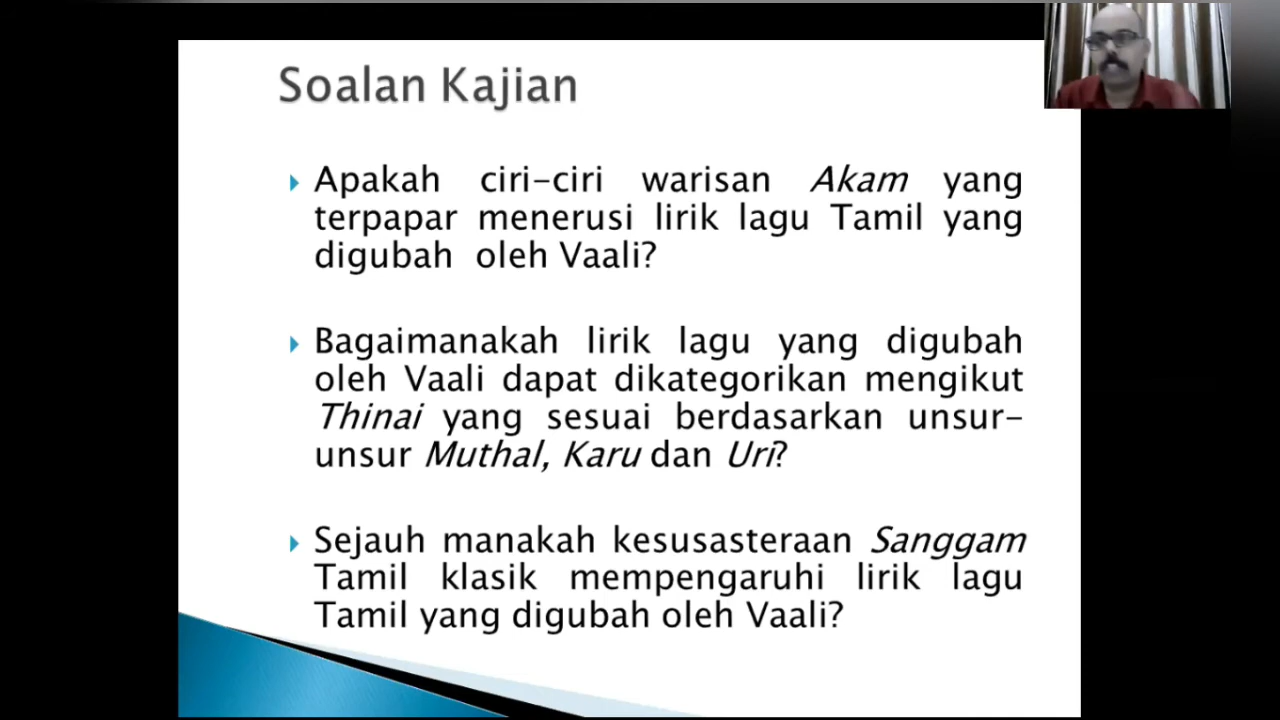 Soalan Kajian
Apakah ciri-ciri warisan Akam yang
terpapar menerusi lirik lagu Tamil yang
digubah oleh Vaali?
Bagaimanakah lirik lagu yang digubah
oleh Vaali dapat dikategorikan mengikut
Thinai yang sesuai berdasarkan unsur-
unsur Muthal, Karu dan Uri?
Sejauh manakah kesusasteraan Sanggam
Tamil klasik mempengaruhi lirik lagu
Tamil yang digubah oleh Vaali?